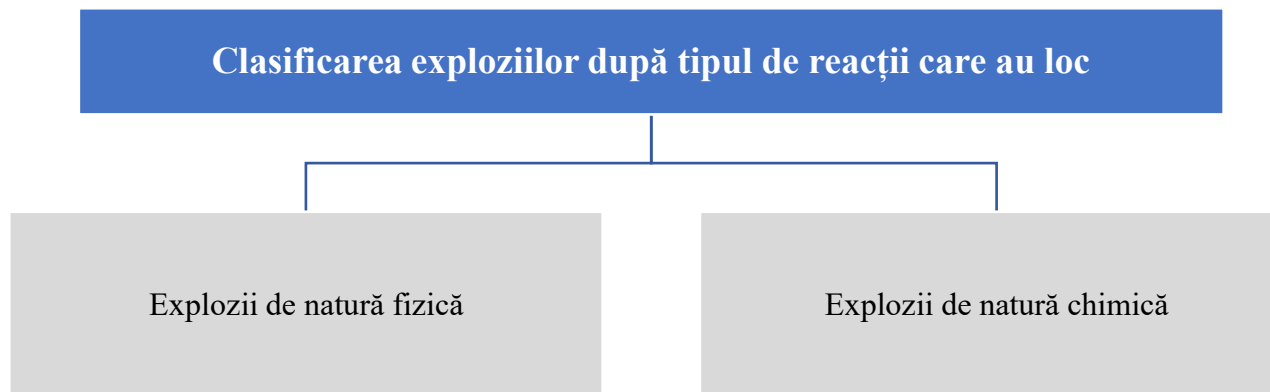 Clasificarea exploziilor după tipul de reacții care au loc
Explozii de natură fizică
Explozii de natură chimică